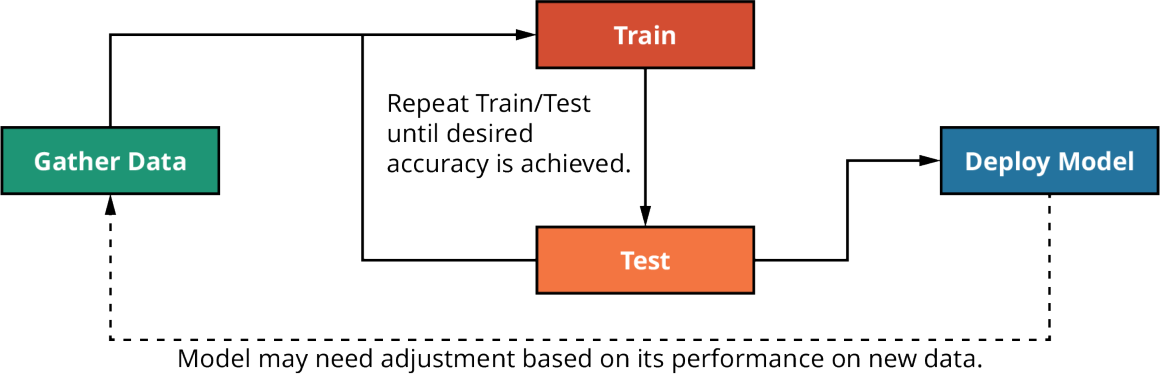 Train
Repeat Train/Test
until desired
accuracy is achieved.
Gather Data
Deploy Model
Test
Model may need adjustment based on its performance on new data.